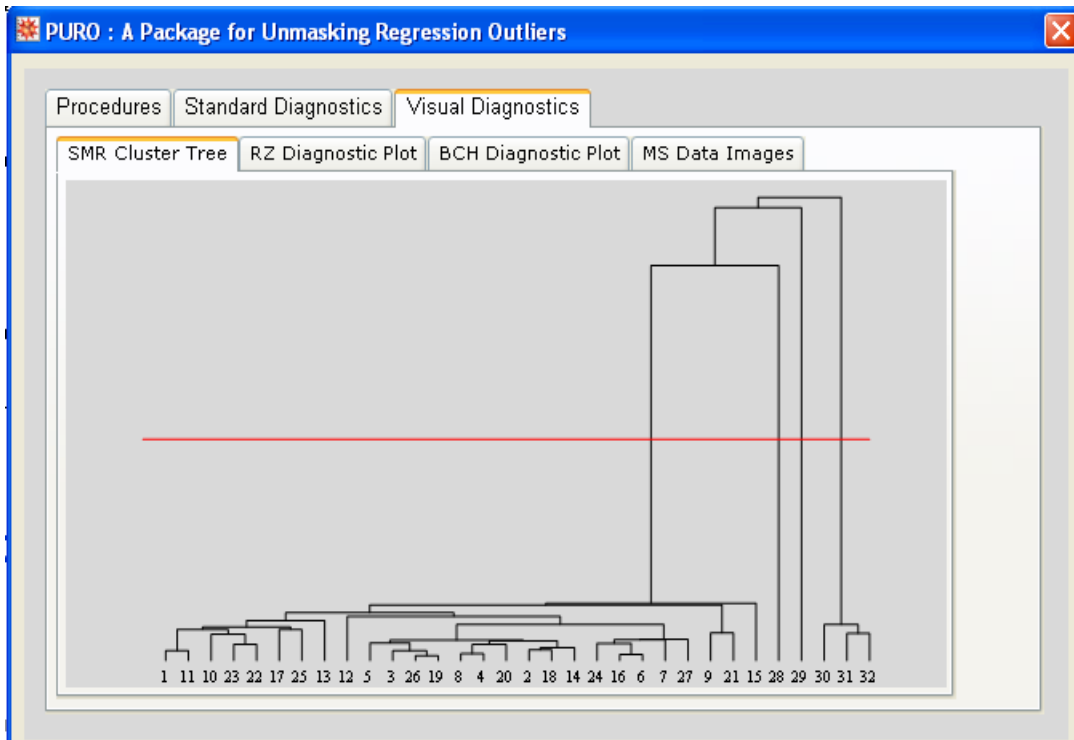 PURO : A Package for Unmasking Regression Outliers
Procedures Standard Diagnostics Visual Diagnostics
SMR Cluster Tree RZ Diagnostic Plot BCH Diagnostic Plot MS Data Images
1 11 10 23 22 17 25 13 12 5 3 26 19 8 4 20 2 18 14 24 16 6 7 27 9 21 15 28 29 30 31 32